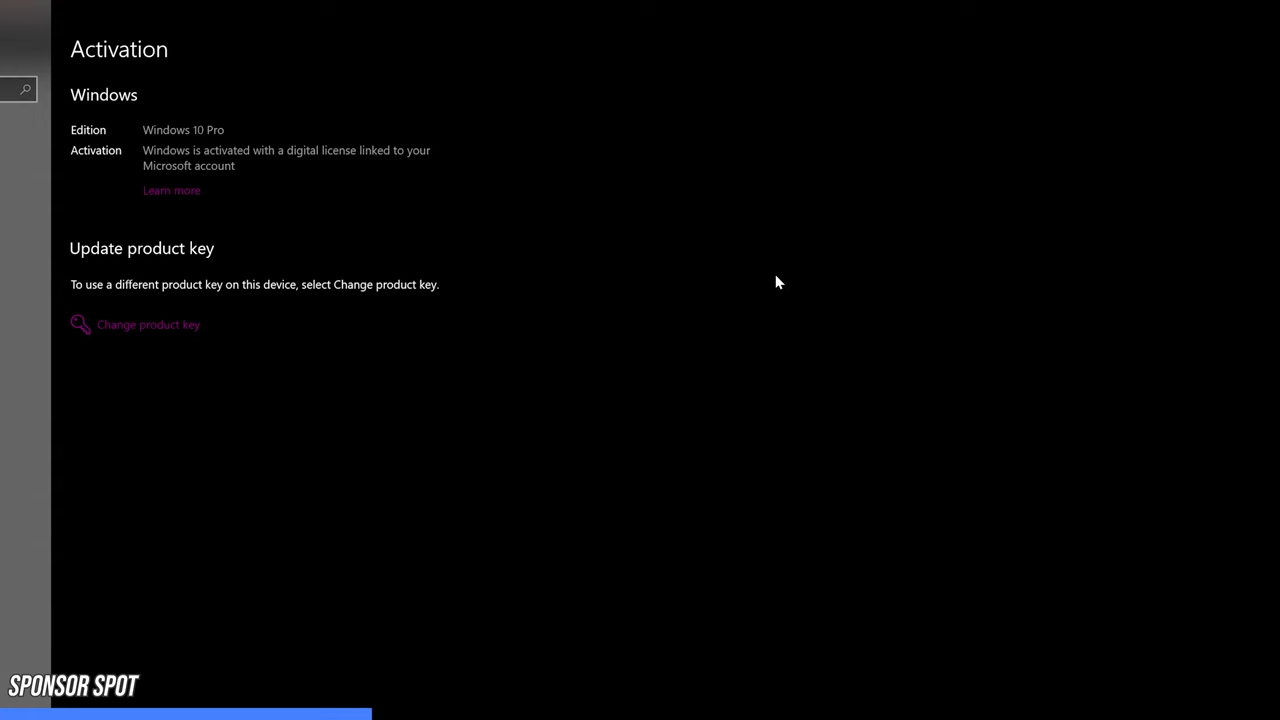 Activation
Windows
Edition Windows 10 Pro
Activation Windows is activated with a digital license linked to your
Microsoft account
Learn more
Update product key
To use a different product key on this device, select Change product key.
Change product key
SPONSOR SPOT